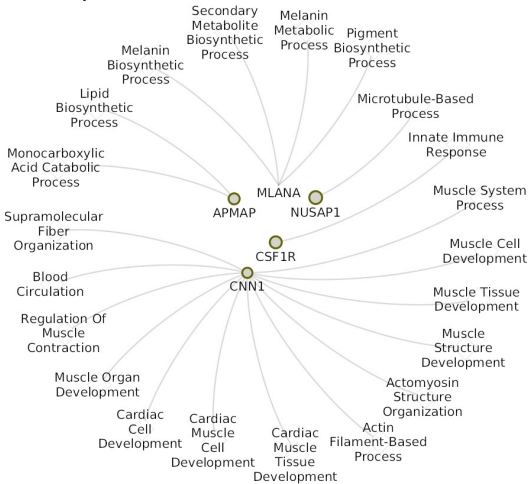 Secondary
Metabolite
Biosynthetic
Process
Melanin
Metabolic
Process
Pigment
Biosynthetic
Process
Melanin
Biosynthetic
Process
Lipid
Biosynthetic
Process
Microtubule-Based
Process
Innate Immune
Response
Monocarboxylic
Acid Catabolic
Process
MLANA
APMAP
NUSAP1
Muscle System
Process
Supramolecular
Fiber
Organization
CSF1R
Muscle Cell
Development
Blood
Circulation
CNN1
Muscle Tissue
Development
Regulation Of
Muscle
Contraction
Muscle
Structure
Development
Muscle Organ
Development
Actomyosin
Structure
Organization
Cardiac
Cell
Development
Cardiac
Muscle
Cell
Development
Cardiac
Muscle
Tissue
Development
Actin
Filament-Based
Process